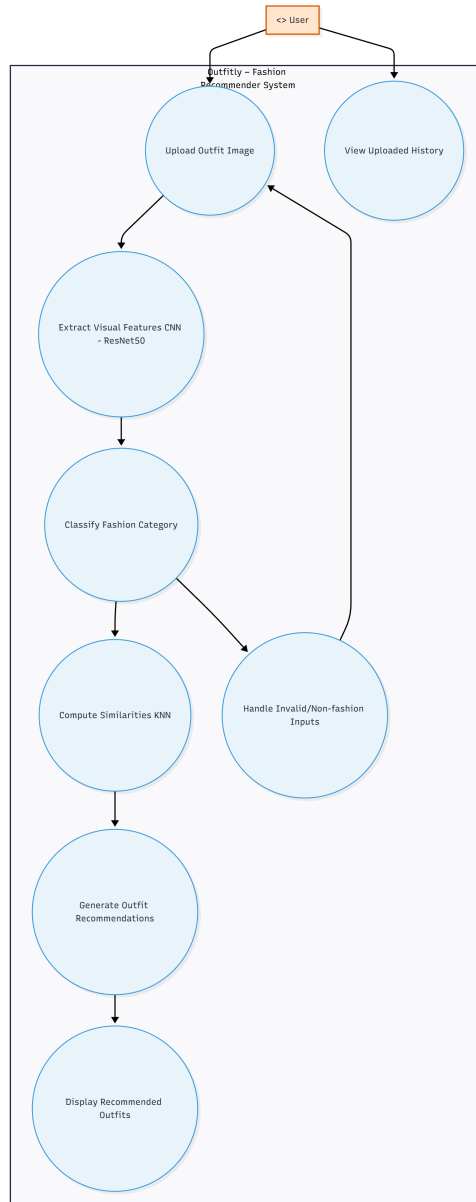 <> User
Outfitly – Fashion
Recommender System
Upload Outfit Image
View Uploaded History
Extract Visual Features CNN
- ResNet50
Classify Fashion Category
Compute Similarities KNN
Handle Invalid/Non-fashion
Inputs
Generate Outfit
Recommendations
Display Recommended
Outfits